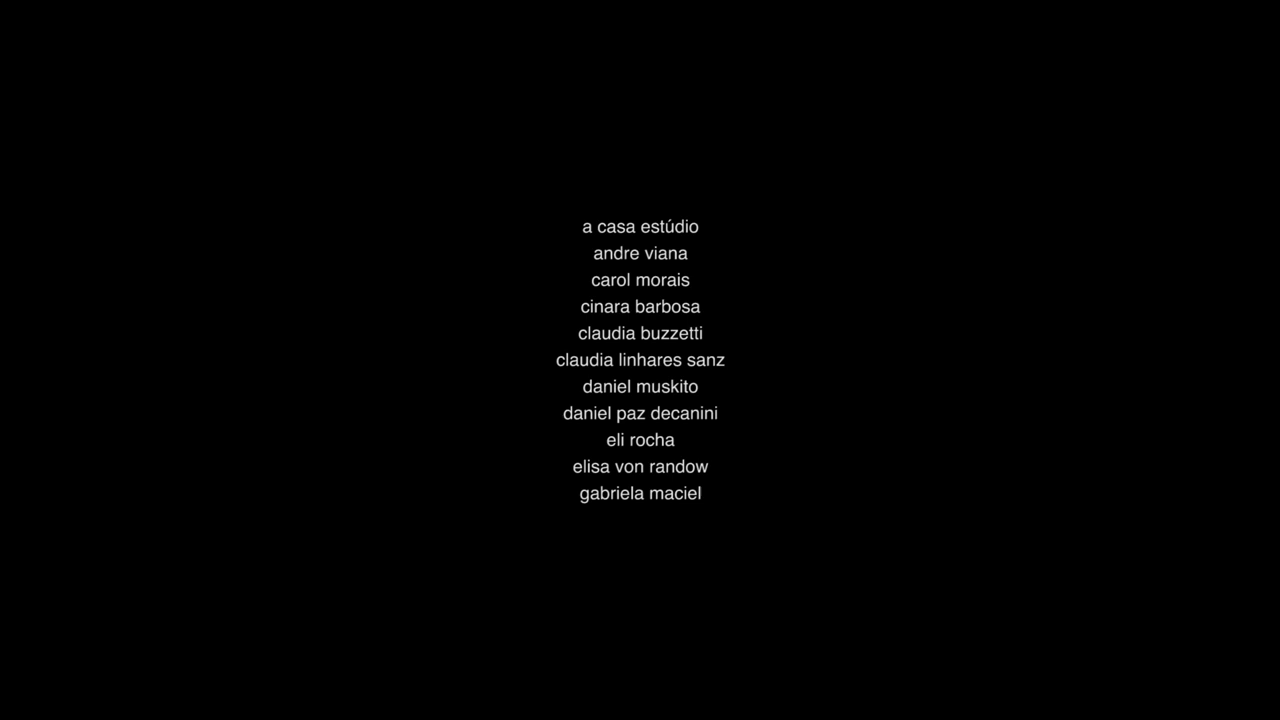 a casa estúdio
andre viana
carol morais
cinara barbosa
claudia buzzetti
claudia linhares sanz
daniel muskito
daniel paz decanini
eli rocha
elisa von randow
gabriela maciel